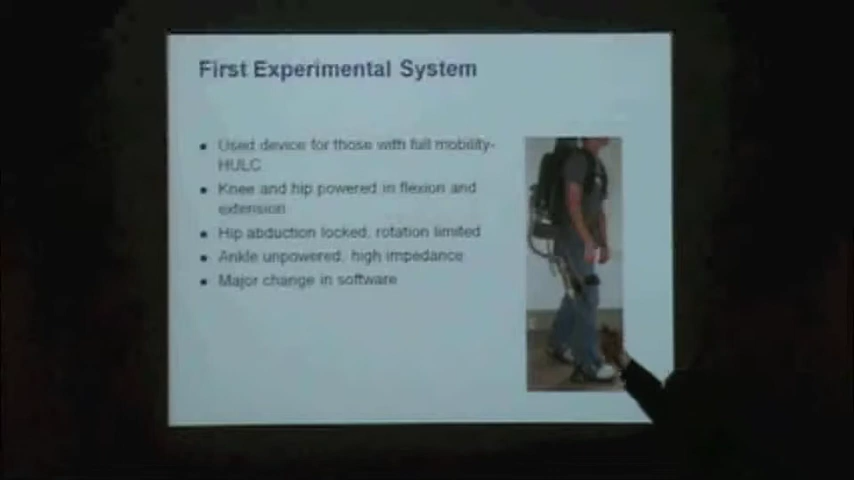 First Experimental System
• Used device for those with full mobility-
HULC
• Knee and hip powered in flexion and
extension
• Hip abduction locked, rotation limited
• Ankle unpowered, high impedance
• Major change in software